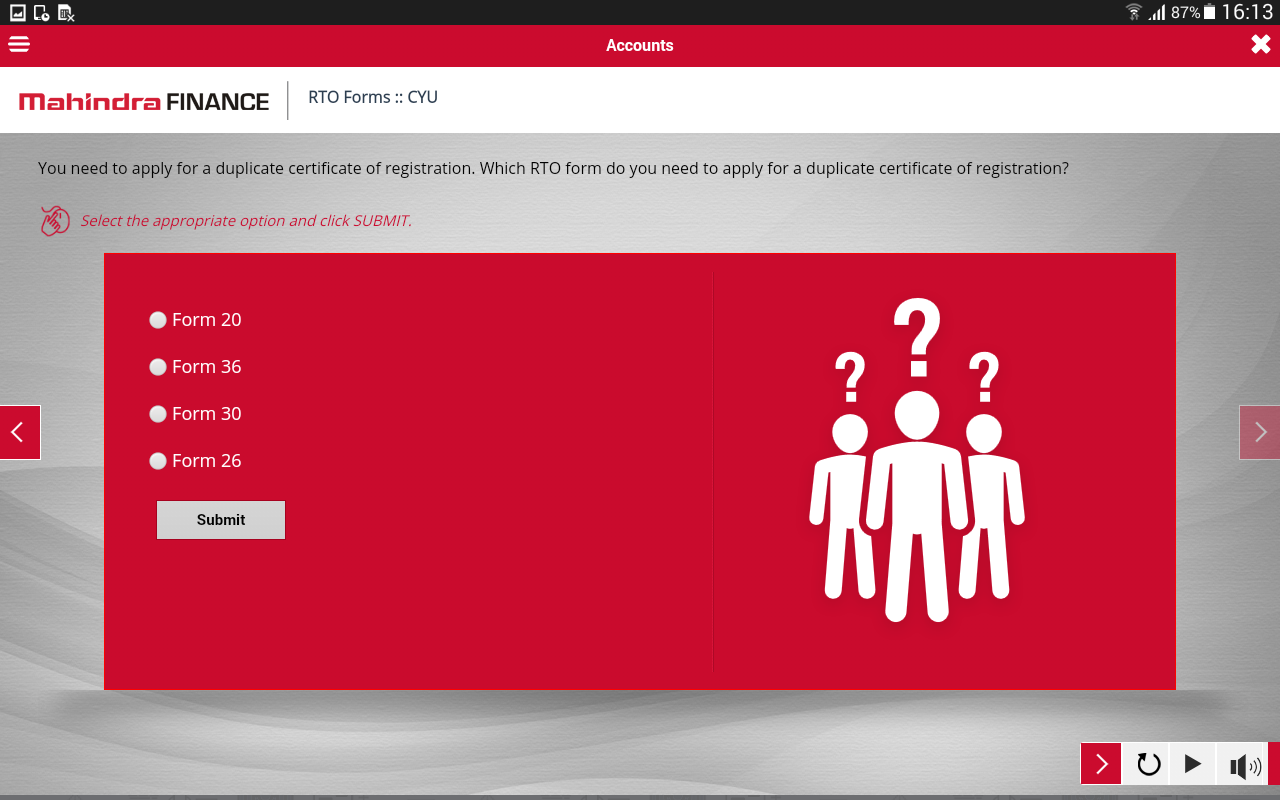 87% 16:13
Accounts
Mahindra FINANCE
RTO Forms :: CYU
You need to apply for a duplicate certificate of registration. Which RTO form do you need to apply for a duplicate certificate of registration?
Select the appropriate option and click SUBMIT.
?
? ?
Form 20
Form 36
Form 30
Form 26
Submit